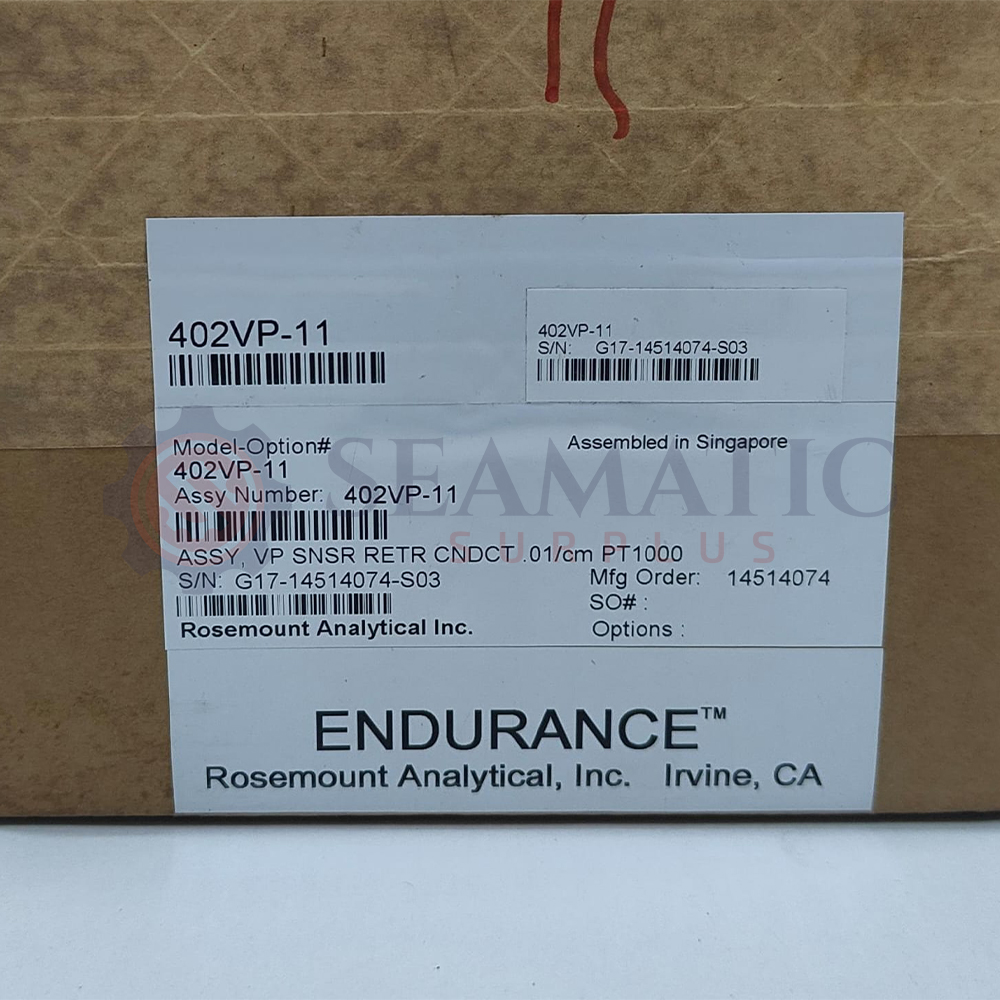 402VP-11
402VP-11
S/N: G17-14514074-S03
Model-Option#
Assembled in Singapore
402VP-11
Assy Number: 402VP-11
SEAMATIC
SURPLUS
ASSY, VP SNSR RETR CNDCT .01/cm PT1000
S/N: G17-14514074-S03
Mfg Order: 14514074
SO# :
Rosemount Analytical Inc.
Options :
ENDURANCE™
Rosemount Analytical, Inc. Irvine, CA